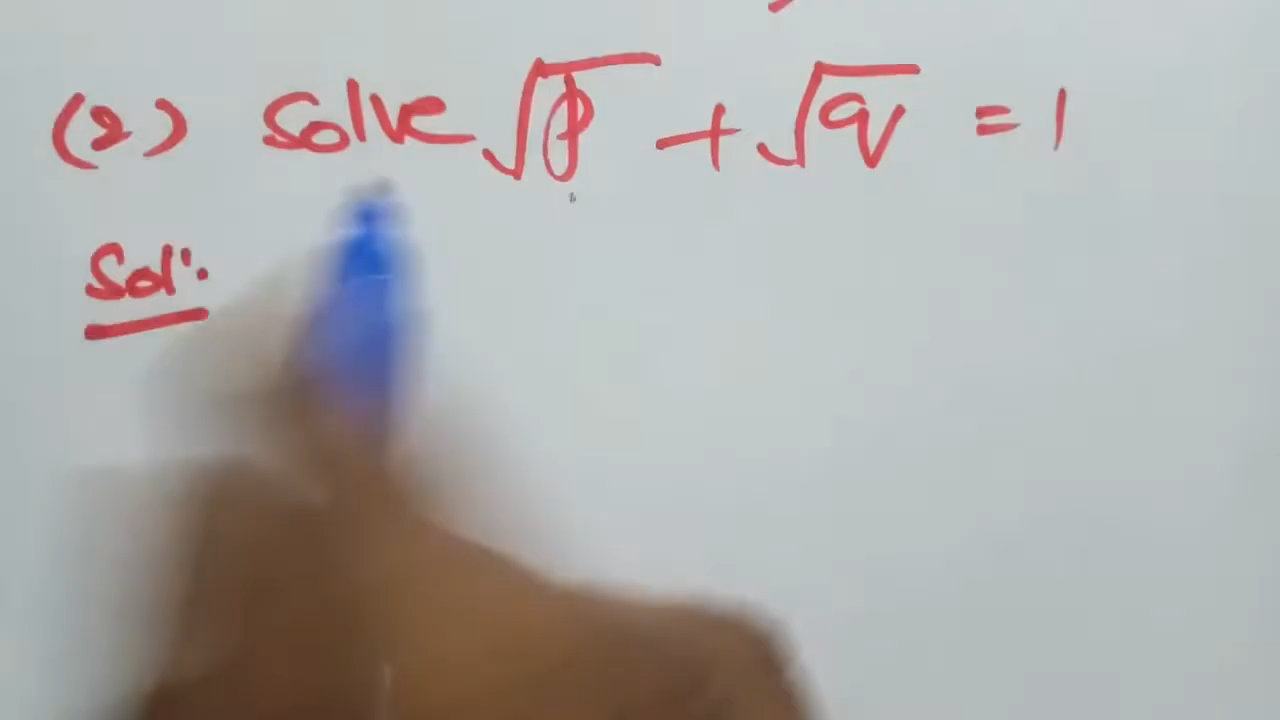 (2) Solve √p + √q = 1
Sol: